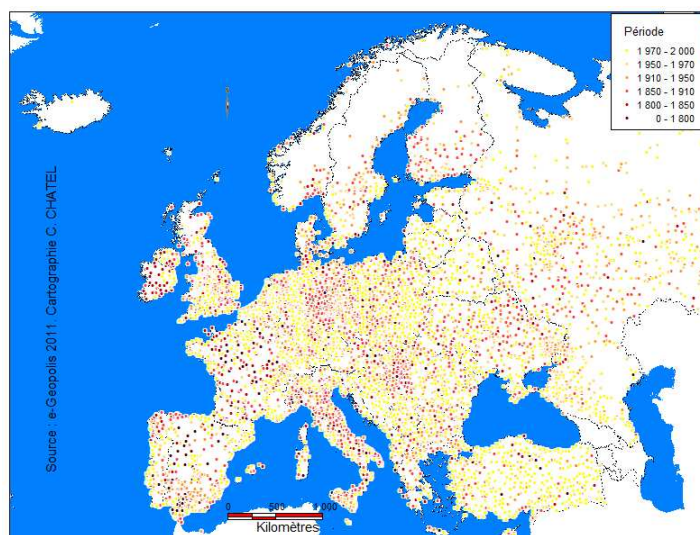 Période
1 970 - 2 000
1 950 - 1 970
1 910 - 1 950
1 850 - 1 910
1 800 - 1 850
0 - 1 800
Source : e-Geopolis 2011. Cartographie C. CHATEL
0 500 1 000
Kilomètres